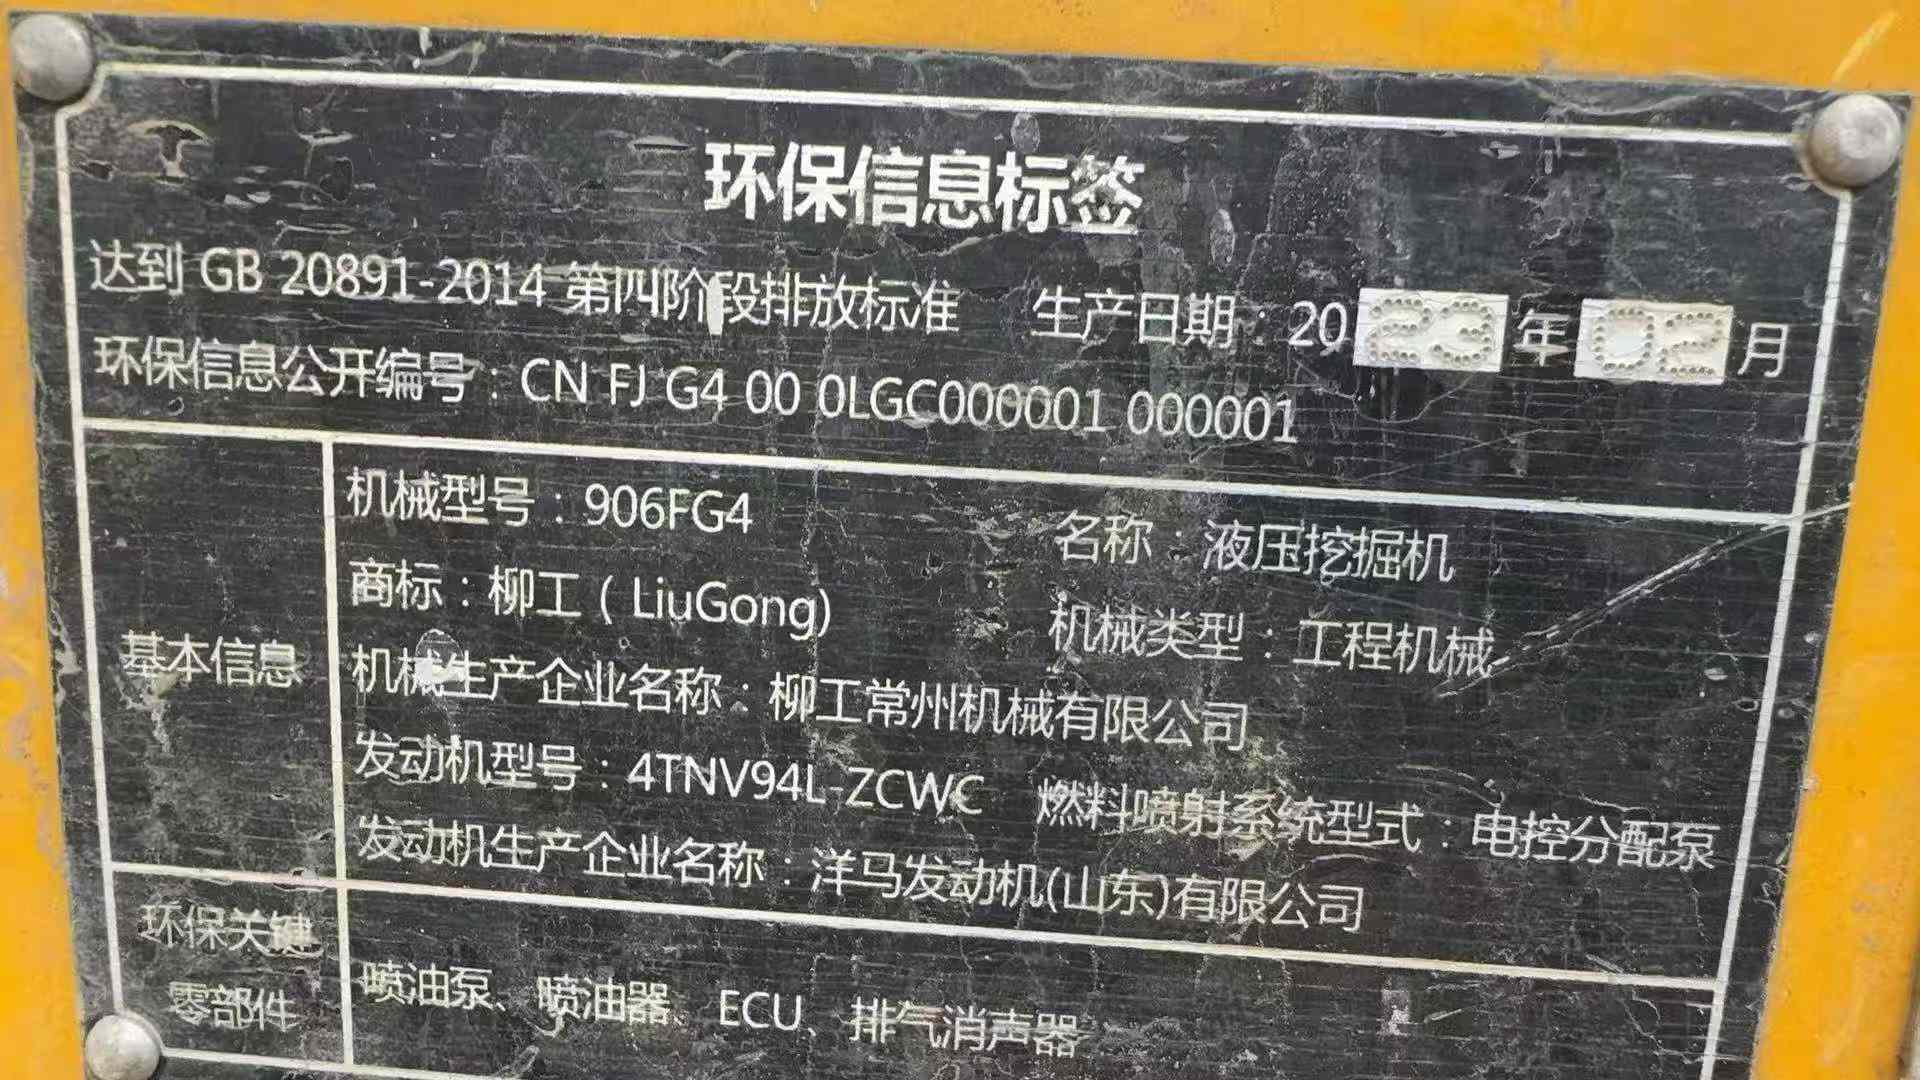 环保信息标签
达到 GB 20891-2014 第四阶段排放标准 生产日期：2023年02月
环保信息公开编号：CN FJ G4 00 0LGC000001 000001
基本信息
机械型号：906FG4 名称：液压挖掘机
商标：柳工（LiuGong) 机械类型：工程机械
机械生产企业名称：柳工常州机械有限公司
发动机型号：4TNV94L-ZCWC 燃料喷射系统型式：电控分配泵
发动机生产企业名称：洋马发动机(山东)有限公司
环保关键
零部件
喷油泵、喷油器、ECU、排气消声器